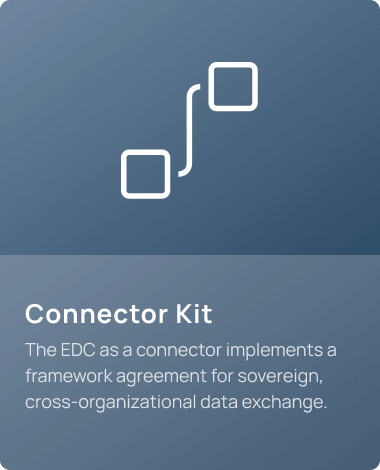 Connector Kit
The EDC as a connector implements a
framework agreement for sovereign,
cross-organizational data exchange.